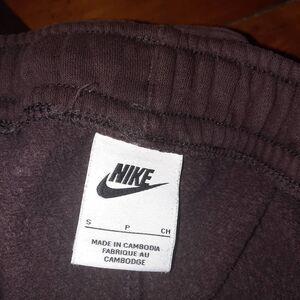 NIKE
S P CH
MADE IN CAMBODIA
FABRIQUE AU
CAMBODGE